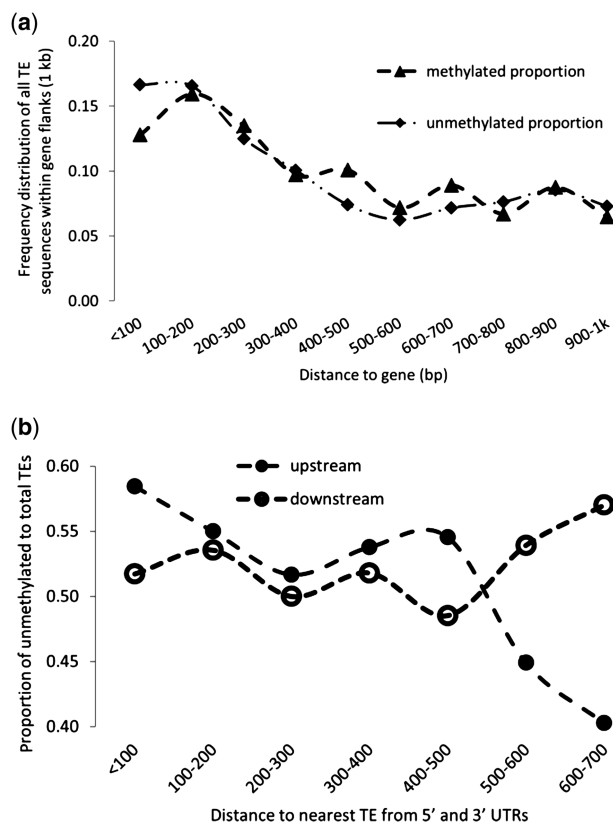 (a)
Frequency distribution of all TE
sequences within gene flanks (1 kb)
0.20
0.15
0.10
0.05
0.00
methylated proportion
unmethylated proportion
<100
100-200
200-300
300-400
400-500
500-600
600-700
700-800
800-900
900-1k
Distance to gene (bp)
(b)
Proportion of unmethylated to total TEs
0.60
0.55
0.50
0.45
0.40
upstream
downstream
<100
100-200
200-300
300-400
400-500
500-600
600-700
Distance to nearest TE from 5’ and 3’ UTRs